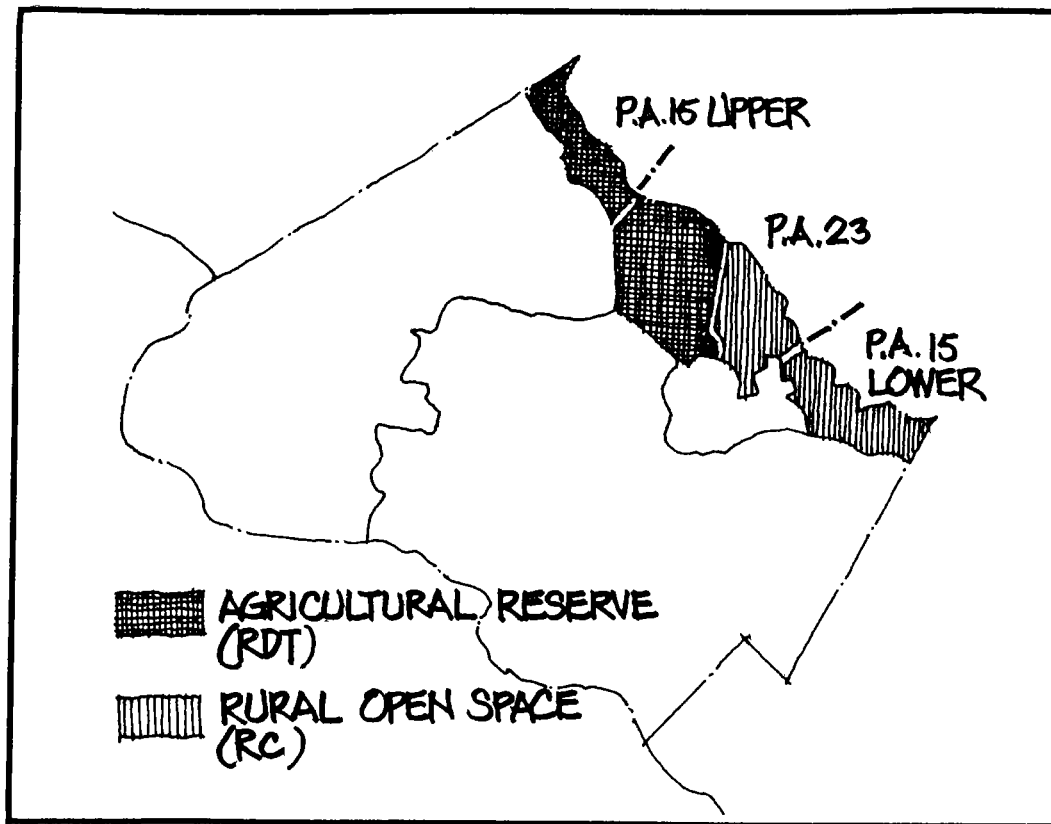 P.A. 15 UPPER
P.A. 23
P.A. 15
LOWER
AGRICULTURAL RESERVE
(RDT)
RURAL OPEN SPACE
(RC)